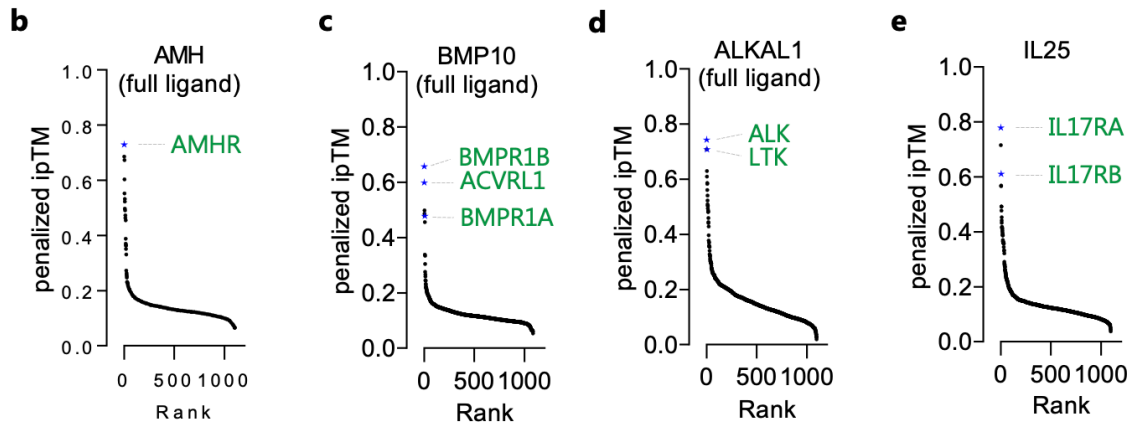 b
AMH
(full ligand)
penalized ipTM
1.0
0.8
0.6
0.4
0.2
0.0
AMHR
0 500 1000
Rank
c
BMP10
(full ligand)
penalized ipTM
1.0
0.8
0.6
0.4
0.2
0.0
BMPR1B
ACVRL1
BMPR1A
0 500 1000
Rank
d
ALKAL1
(full ligand)
penalized ipTM
1.0
0.8
0.6
0.4
0.2
0.0
ALK
LTK
0 500 1000
Rank
e
IL25
penalized ipTM
1.0
0.8
0.6
0.4
0.2
0.0
IL17RA
IL17RB
0 500 1000
Rank